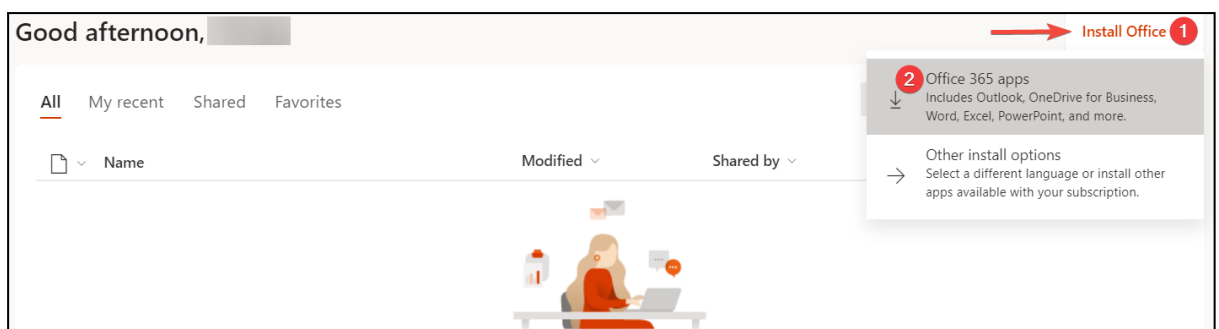 Good afternoon,
Install Office 1
2 Office 365 apps
Includes Outlook, OneDrive for Business,
Word, Excel, PowerPoint, and more.
All My recent Shared Favorites
Other install options
Select a different language or install other
apps available with your subscription.
Name Modified Shared by